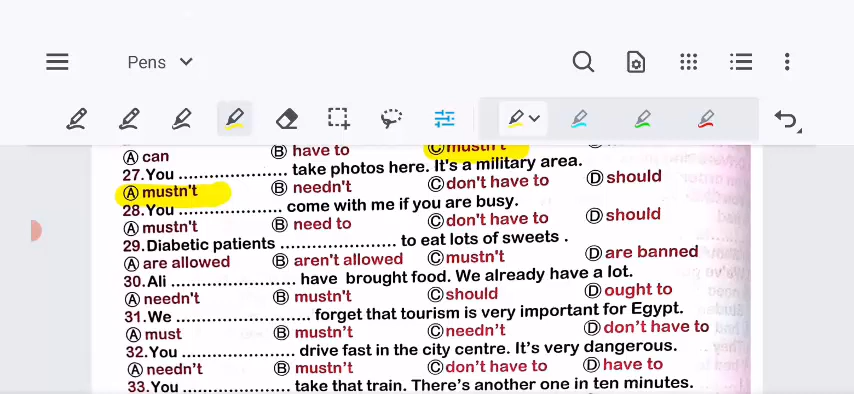 Pens
Ⓐ can Ⓑ have to Ⓒ mustn't
27.You ...................... take photos here. It's a military area.
Ⓐ mustn't Ⓑ needn't Ⓒ don't have to Ⓓ should
28.You ..................... come with me if you are busy.
Ⓐ mustn't Ⓑ need to Ⓒ don't have to Ⓓ should
29.Diabetic patients ........................ to eat lots of sweets .
Ⓐ are allowed Ⓑ aren't allowed Ⓒ mustn't Ⓓ are banned
30.Ali ......................... have brought food. We already have a lot.
Ⓐ needn't Ⓑ mustn't Ⓒ should Ⓓ ought to
31.We ........................... forget that tourism is very important for Egypt.
Ⓐ must Ⓑ mustn’t Ⓒ needn’t Ⓓ don’t have to
32.You ....................... drive fast in the city centre. It’s very dangerous.
Ⓐ needn’t Ⓑ mustn’t Ⓒ don’t have to Ⓓ have to
33.You ...................... take that train. There’s another one in ten minutes.